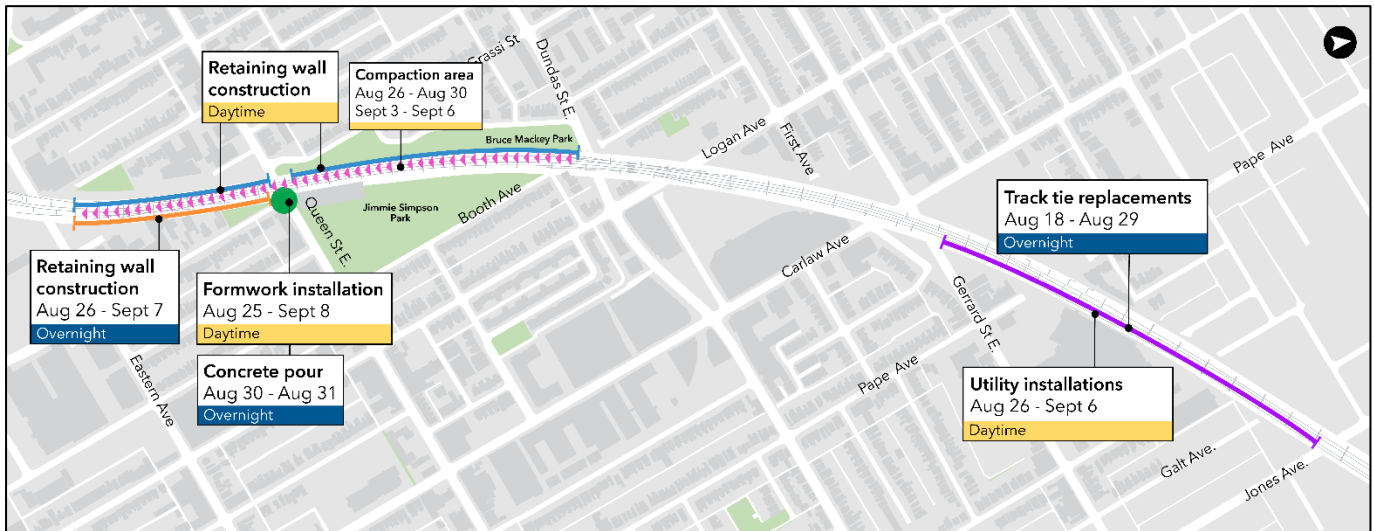 Retaining wall
construction
Daytime
Grassi St
Compaction area
Aug 26 - Aug 30
Sept 3 - Sept 6
Dundas St E.
Bruce Mackey Park
Logan Ave
First Ave
Pape Ave
Jimmie Simpson
Park
Booth Ave
Queen St E.
Track tie replacements
Aug 18 - Aug 29
Overnight
Carlaw Ave
Retaining wall
construction
Aug 26 - Sept 7
Overnight
Formwork installation
Aug 25 - Sept 8
Daytime
Concrete pour
Aug 30 - Aug 31
Overnight
Eastern Ave
Gerrard St E.
Pape Ave
Utility installations
Aug 26 - Sept 6
Daytime
Galt Ave.
Jones Ave.